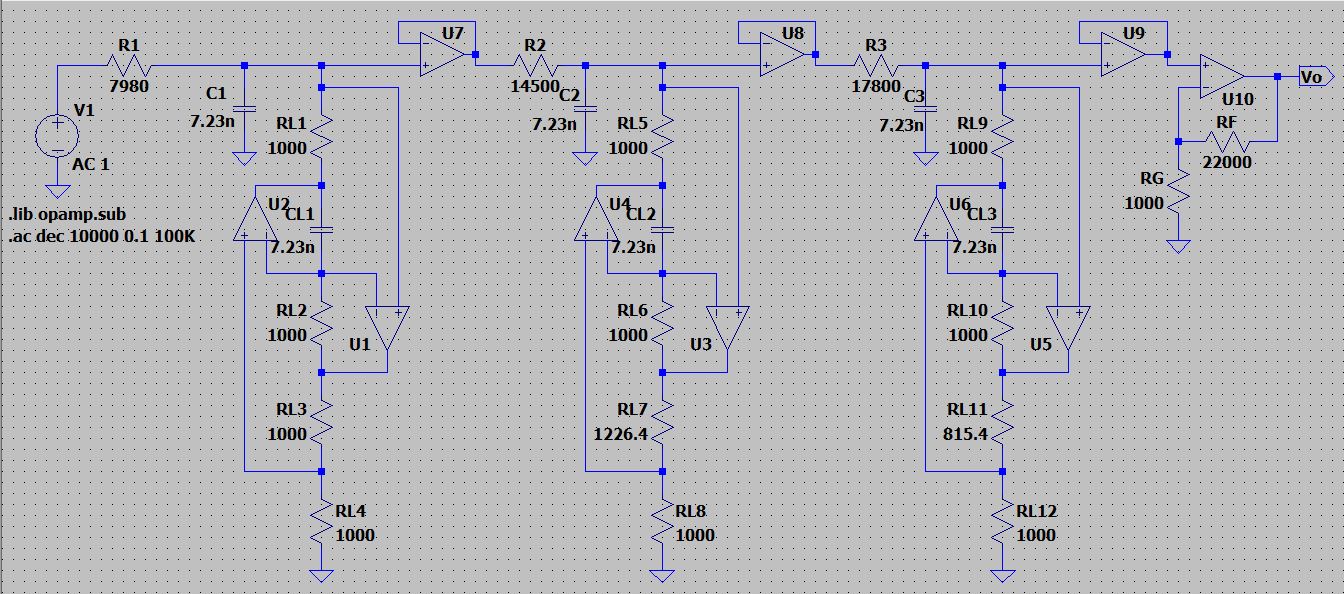 R1
7980
U7
R2
14500
U8
R3
17800
U9
Vo
U10
V1
AC 1
C1
7.23n
RL1
1000
C2
7.23n
RL5
1000
C3
7.23n
RL9
1000
RF
22000
RG
1000
.lib opamp.sub
.ac dec 10000 0.1 100K
U2
CL1
7.23n
U4
CL2
7.23n
U6
CL3
7.23n
RL2
1000
U1
RL6
1000
U3
RL10
1000
U5
RL3
1000
RL7
1226.4
RL11
815.4
RL4
1000
RL8
1000
RL12
1000